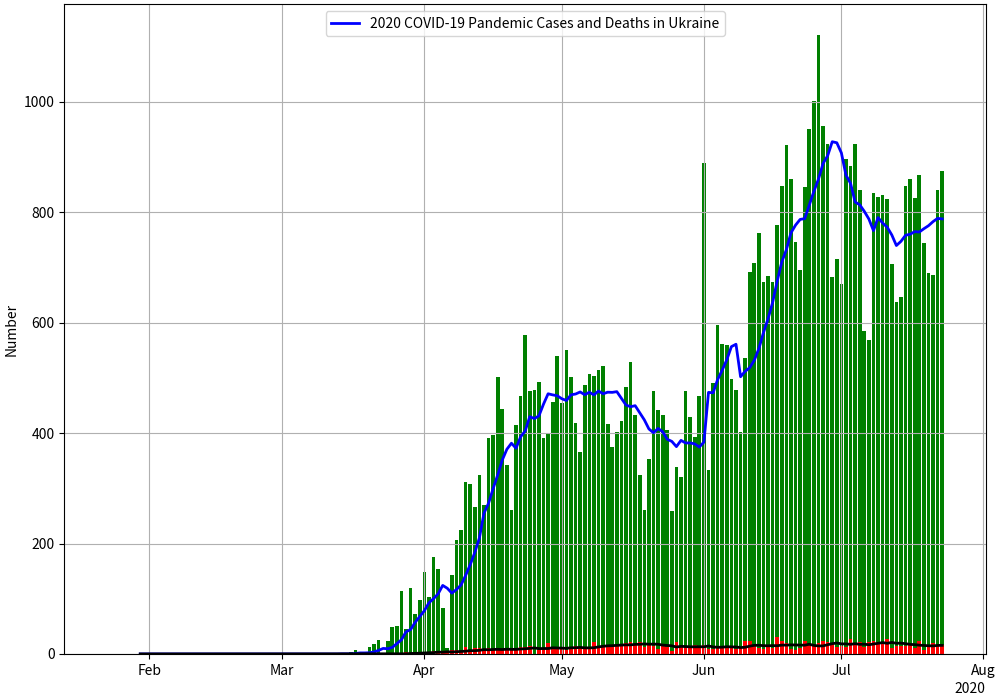 2020 COVID-19 Pandemic Cases and Deaths in Ukraine
Number
1000
800
600
400
200
0
Feb Mar Apr May Jun Jul Aug
2020